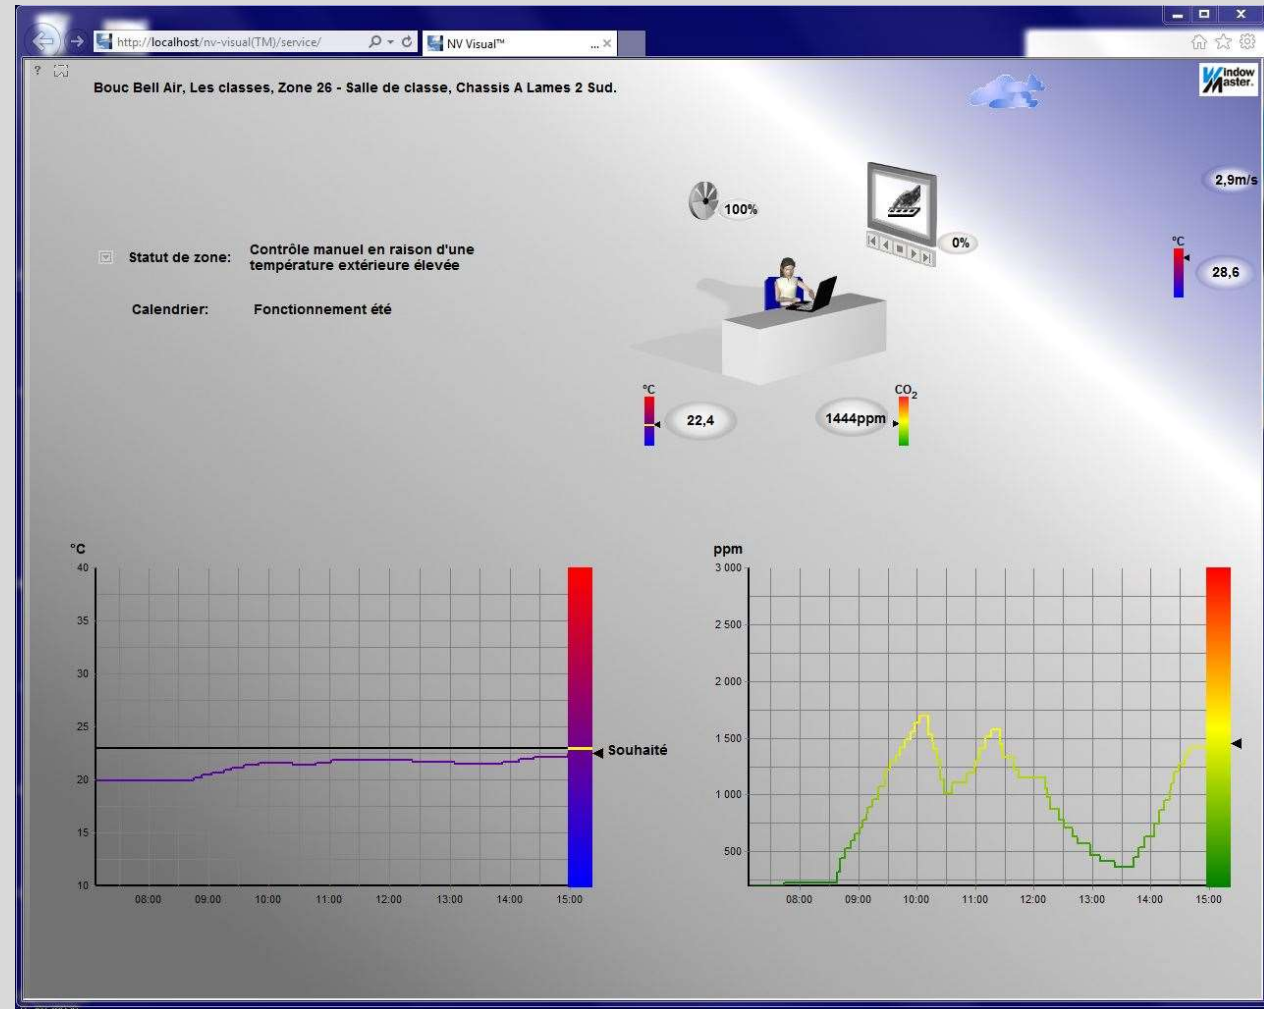 http://localhost/nv-visual(TM)/service/
NV Visual™
... ×
?
Bouc Bell Air, Les classes, Zone 26 - Salle de classe, Chassis A Lames 2 Sud.
Window
Master.
2,9m/s
100%
0%
°C
28,6
Statut de zone: Contrôle manuel en raison d'une
température extérieure élevée
Calendrier: Fonctionnement été
°C
22,4
1444ppm
CO2
°C
40
35
30
25
20
15
10
08:00 09:00 10:00 11:00 12:00 13:00 14:00 15:00
Souhaité
ppm
3 000
2 500
2 000
1 500
1 000
500
08:00 09:00 10:00 11:00 12:00 13:00 14:00 15:00